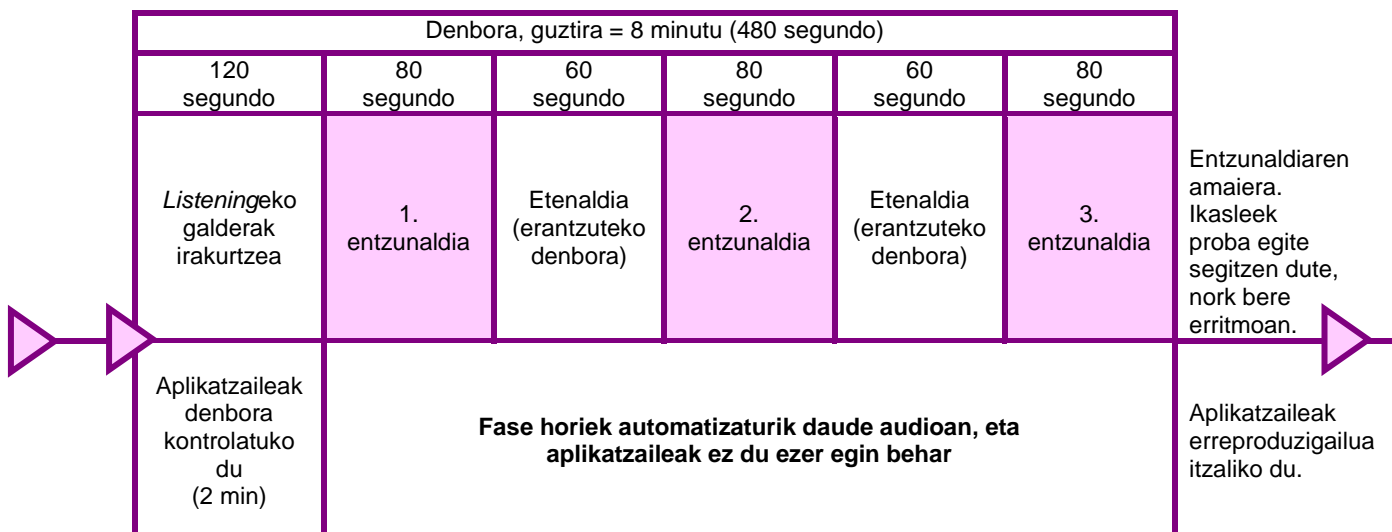 Denbora, guztira = 8 minutu (480 segundo)
120
segundo
80
segundo
60
segundo
80
segundo
60
segundo
80
segundo
Listeningeko
galderak
irakurtzea
1.
entzunaldia
Etenaldia
(erantzuteko
denbora)
2.
entzunaldia
Etenaldia
(erantzuteko
denbora)
3.
entzunaldia
Entzunaldiaren
amaiera.
Ikasleek
proba egite
segitzen dute,
nork bere
erritmoan.
Aplikatzaileak
denbora
kontrolatuko
du
(2 min)
Fase horiek automatizaturik daude audioan, eta
aplikatzaileak ez du ezer egin behar
Aplikatzaileak
erreproduzigailua
itzaliko du.